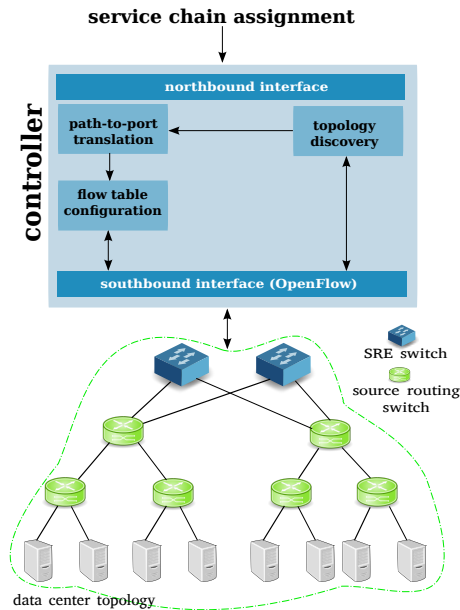 service chain assignment
controller
northbound interface
path-to-port
translation
topology
discovery
flow table
configuration
southbound interface (OpenFlow)
SRE switch
source routing
switch
data center topology